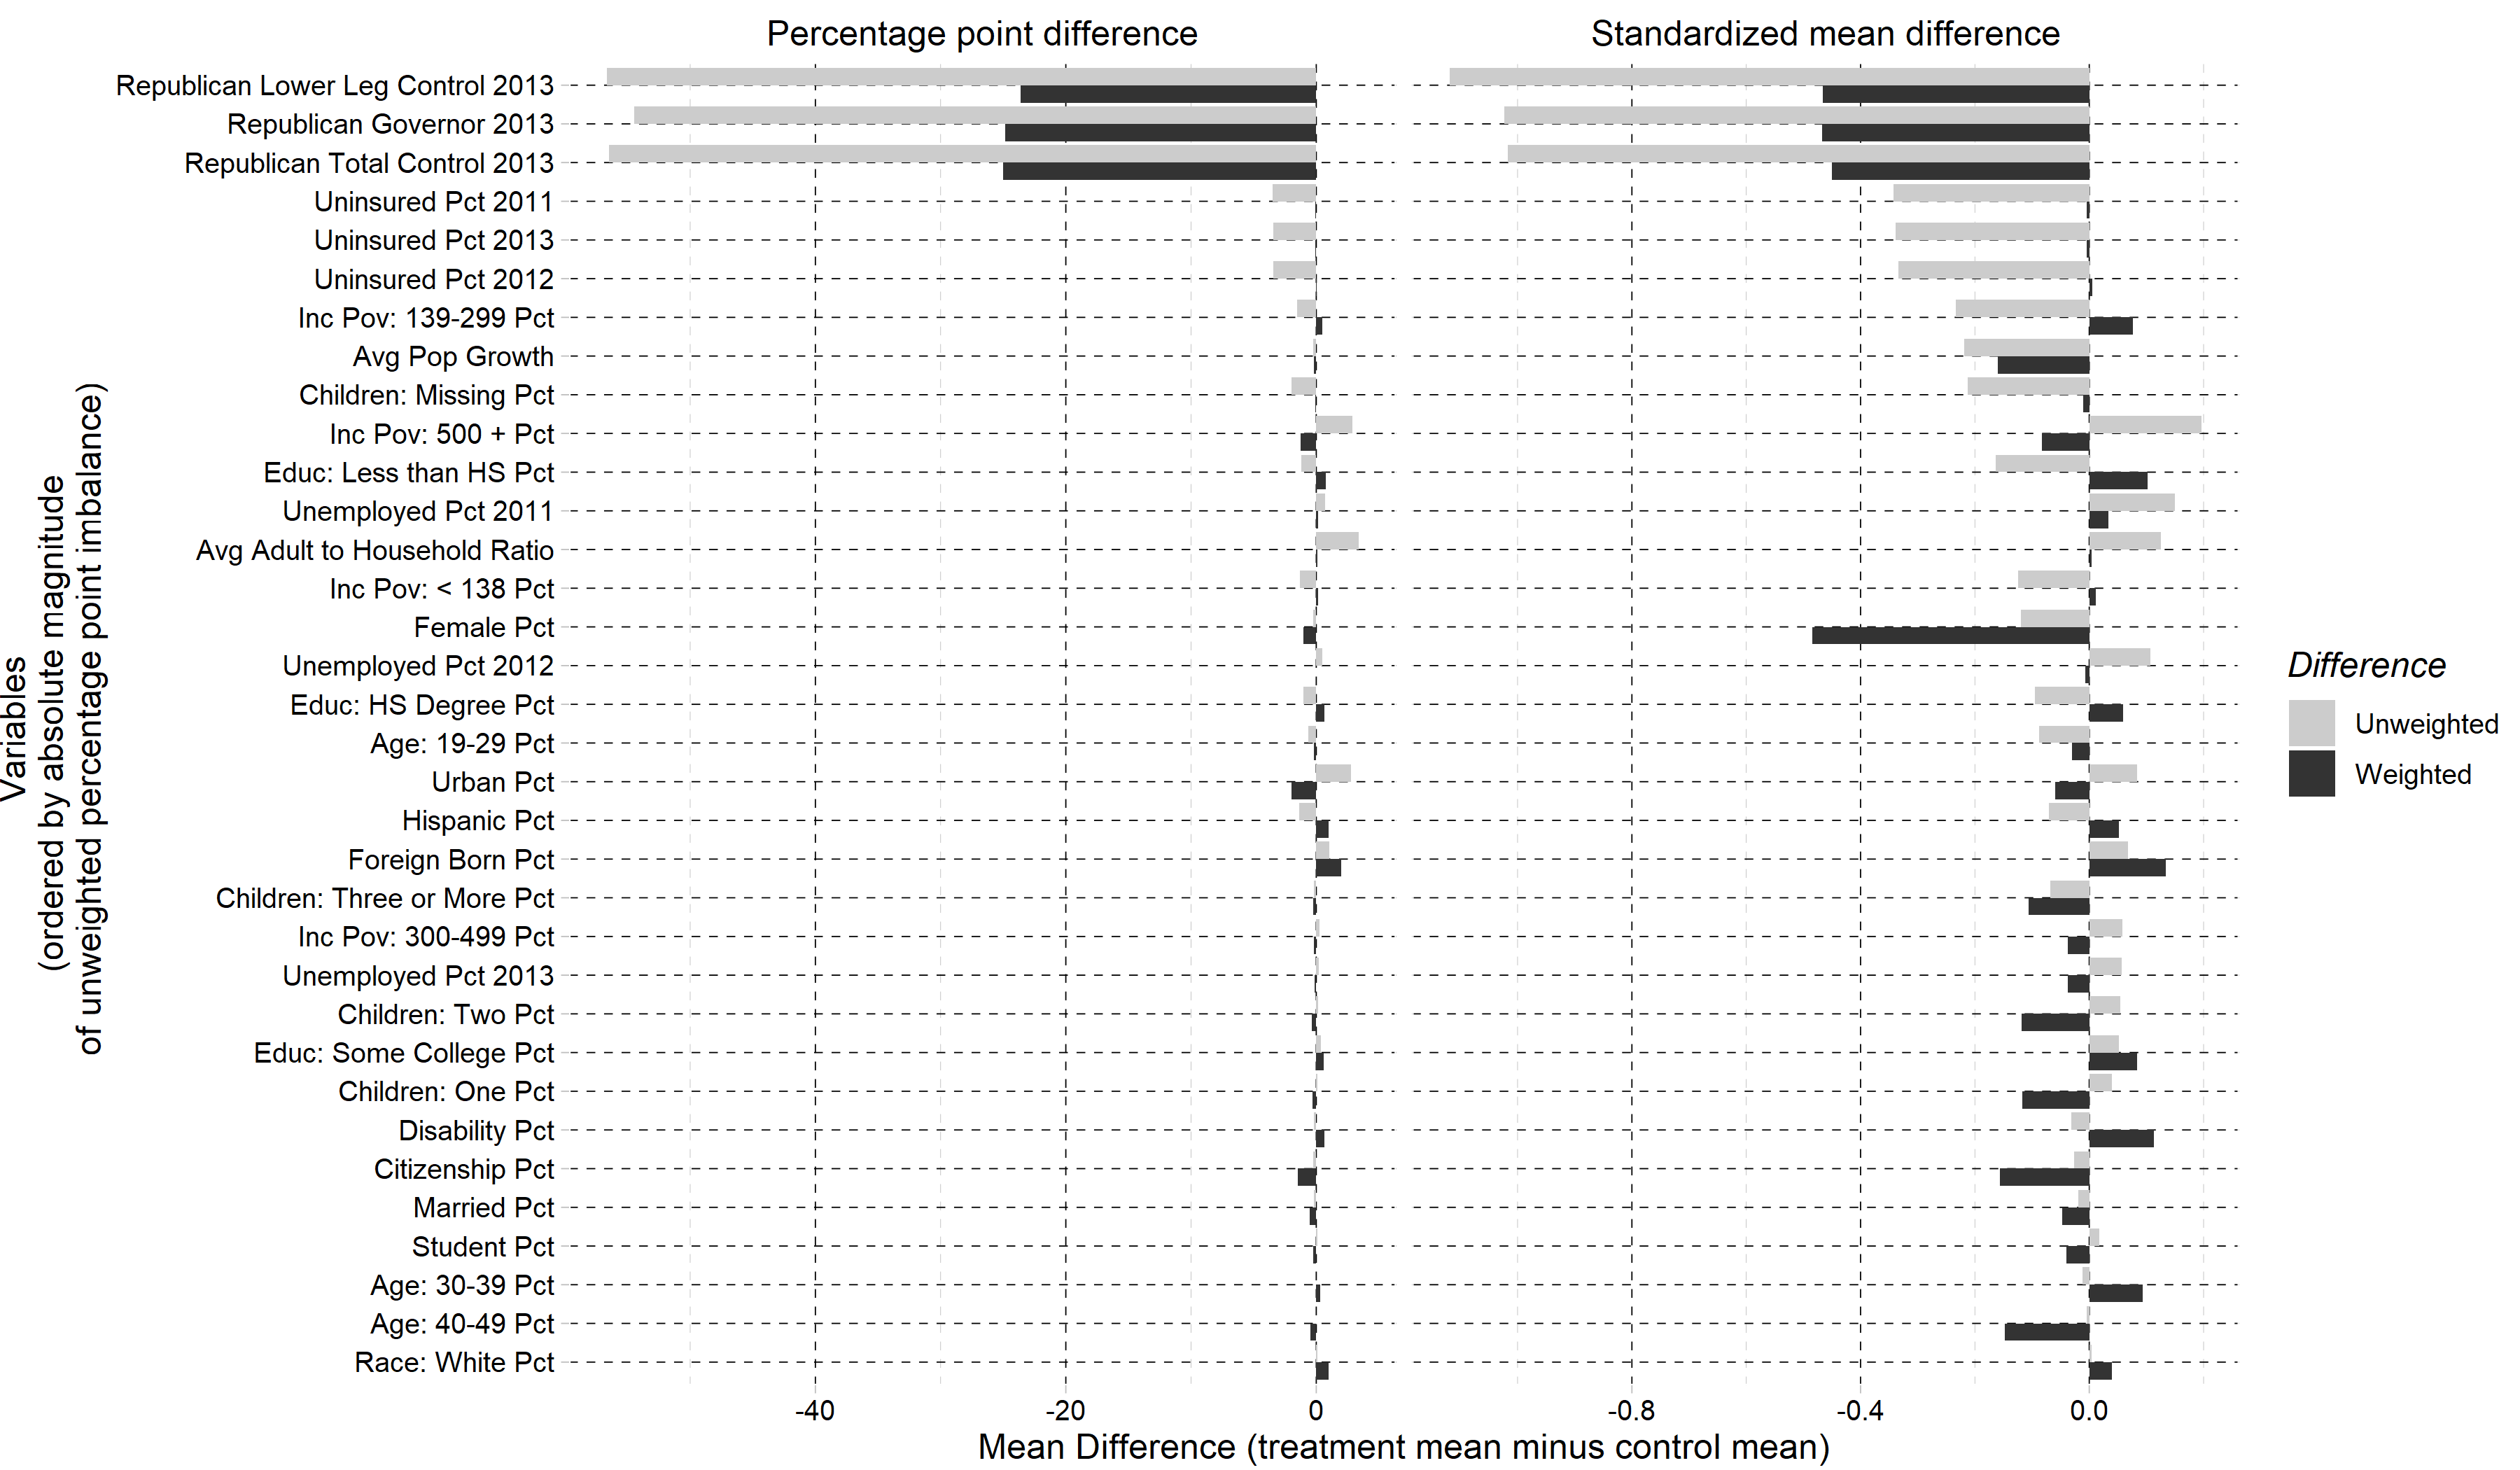 Percentage point difference
Standardized mean difference
Republican Lower Leg Control 2013
Republican Governor 2013
Republican Total Control 2013
Uninsured Pct 2011
Uninsured Pct 2013
Uninsured Pct 2012
Inc Pov: 139-299 Pct
Avg Pop Growth
Children: Missing Pct
Inc Pov: 500 + Pct
Educ: Less than HS Pct
Unemployed Pct 2011
Avg Adult to Household Ratio
Inc Pov: < 138 Pct
Female Pct
Unemployed Pct 2012
Educ: HS Degree Pct
Age: 19-29 Pct
Urban Pct
Hispanic Pct
Foreign Born Pct
Children: Three or More Pct
Inc Pov: 300-499 Pct
Unemployed Pct 2013
Children: Two Pct
Educ: Some College Pct
Children: One Pct
Disability Pct
Citizenship Pct
Married Pct
Student Pct
Age: 30-39 Pct
Age: 40-49 Pct
Race: White Pct
Variables
(ordered by absolute magnitude
of unweighted percentage point imbalance)
-40 -20 0 -0.8 -0.4 0.0
Mean Difference (treatment mean minus control mean)
Difference
Unweighted
Weighted